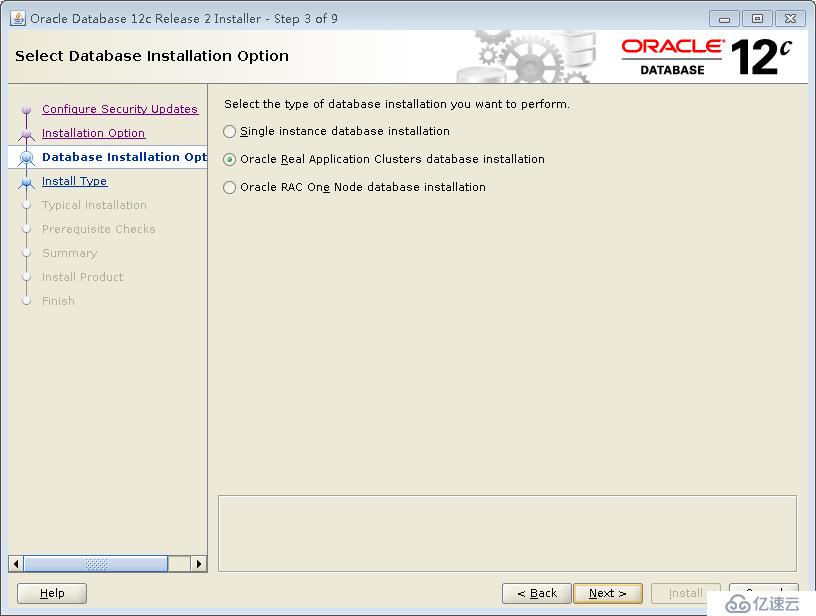 Oracle Database 12c Release 2 Installer - Step 3 of 9
Select Database Installation Option
ORACLE
DATABASE
12c
Configure Security Updates
Installation Option
Database Installation Opt
Install Type
Typical Installation
Prerequisite Checks
Summary
Install Product
Finish
Select the type of database installation you want to perform.
Single instance database installation
Oracle Real Application Clusters database installation
Oracle RAC One Node database installation
Help
< Back
Next >
Install
亿速云